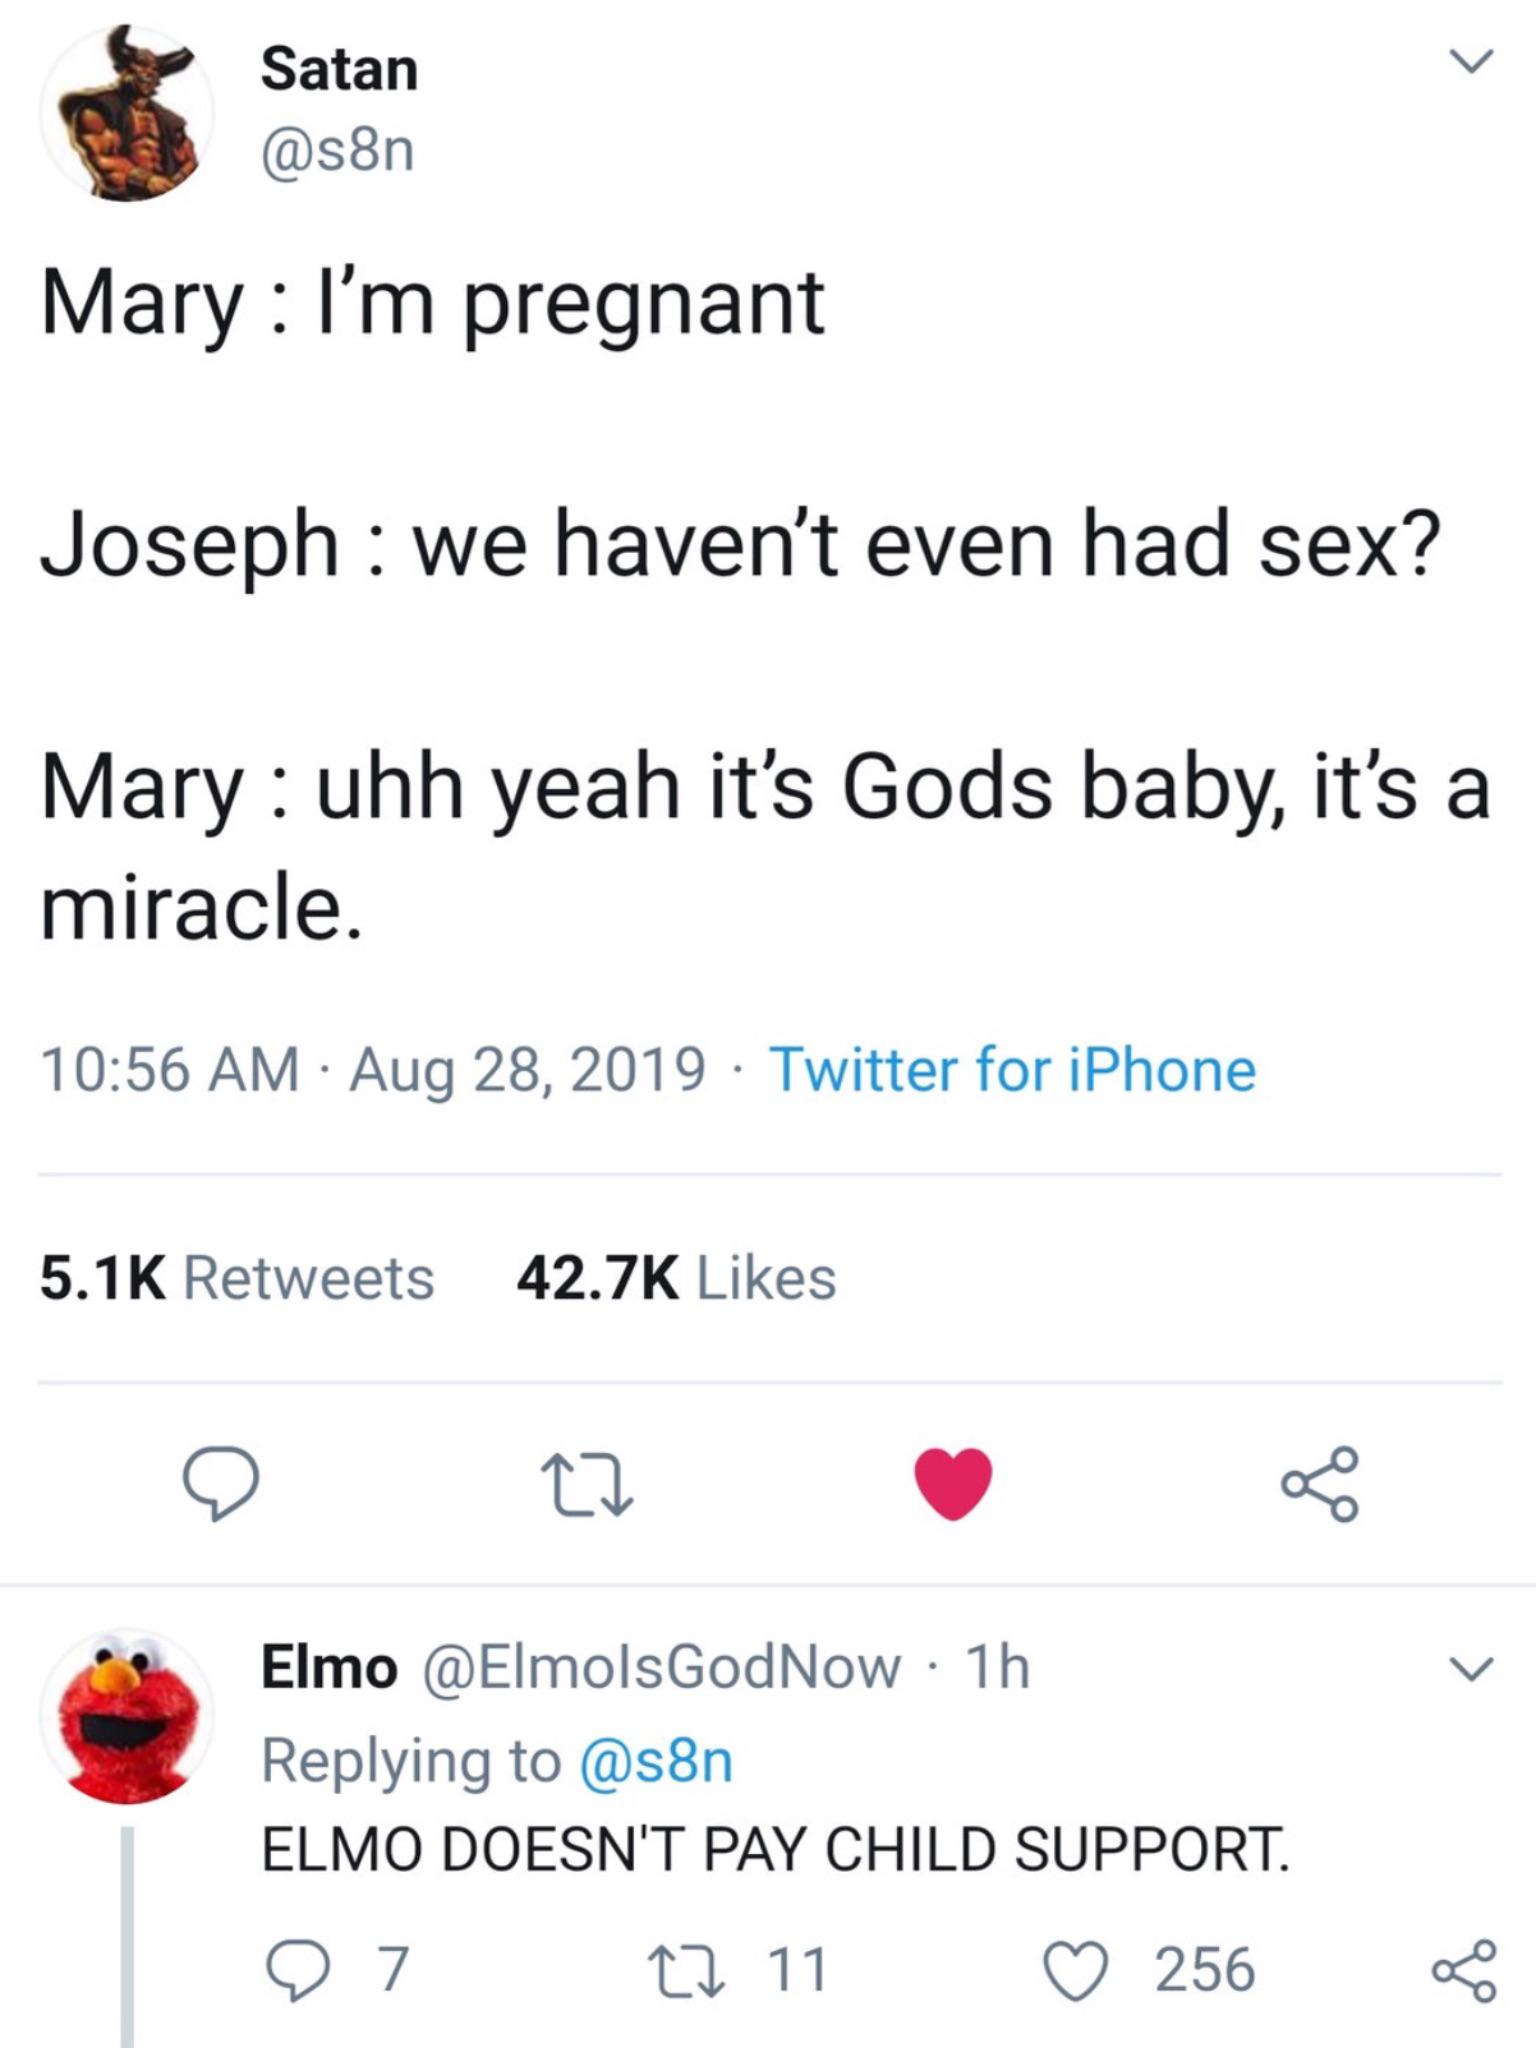 Satan
@s8n
Mary : I’m pregnant
Joseph : we haven’t even had sex?
Mary : uhh yeah it’s Gods baby, it’s a
miracle.
10:56 AM · Aug 28, 2019 · Twitter for iPhone
5.1K Retweets 42.7K Likes
Elmo @ElmoIsGodNow · 1h
Replying to @s8n
ELMO DOESN'T PAY CHILD SUPPORT.
7 11 256